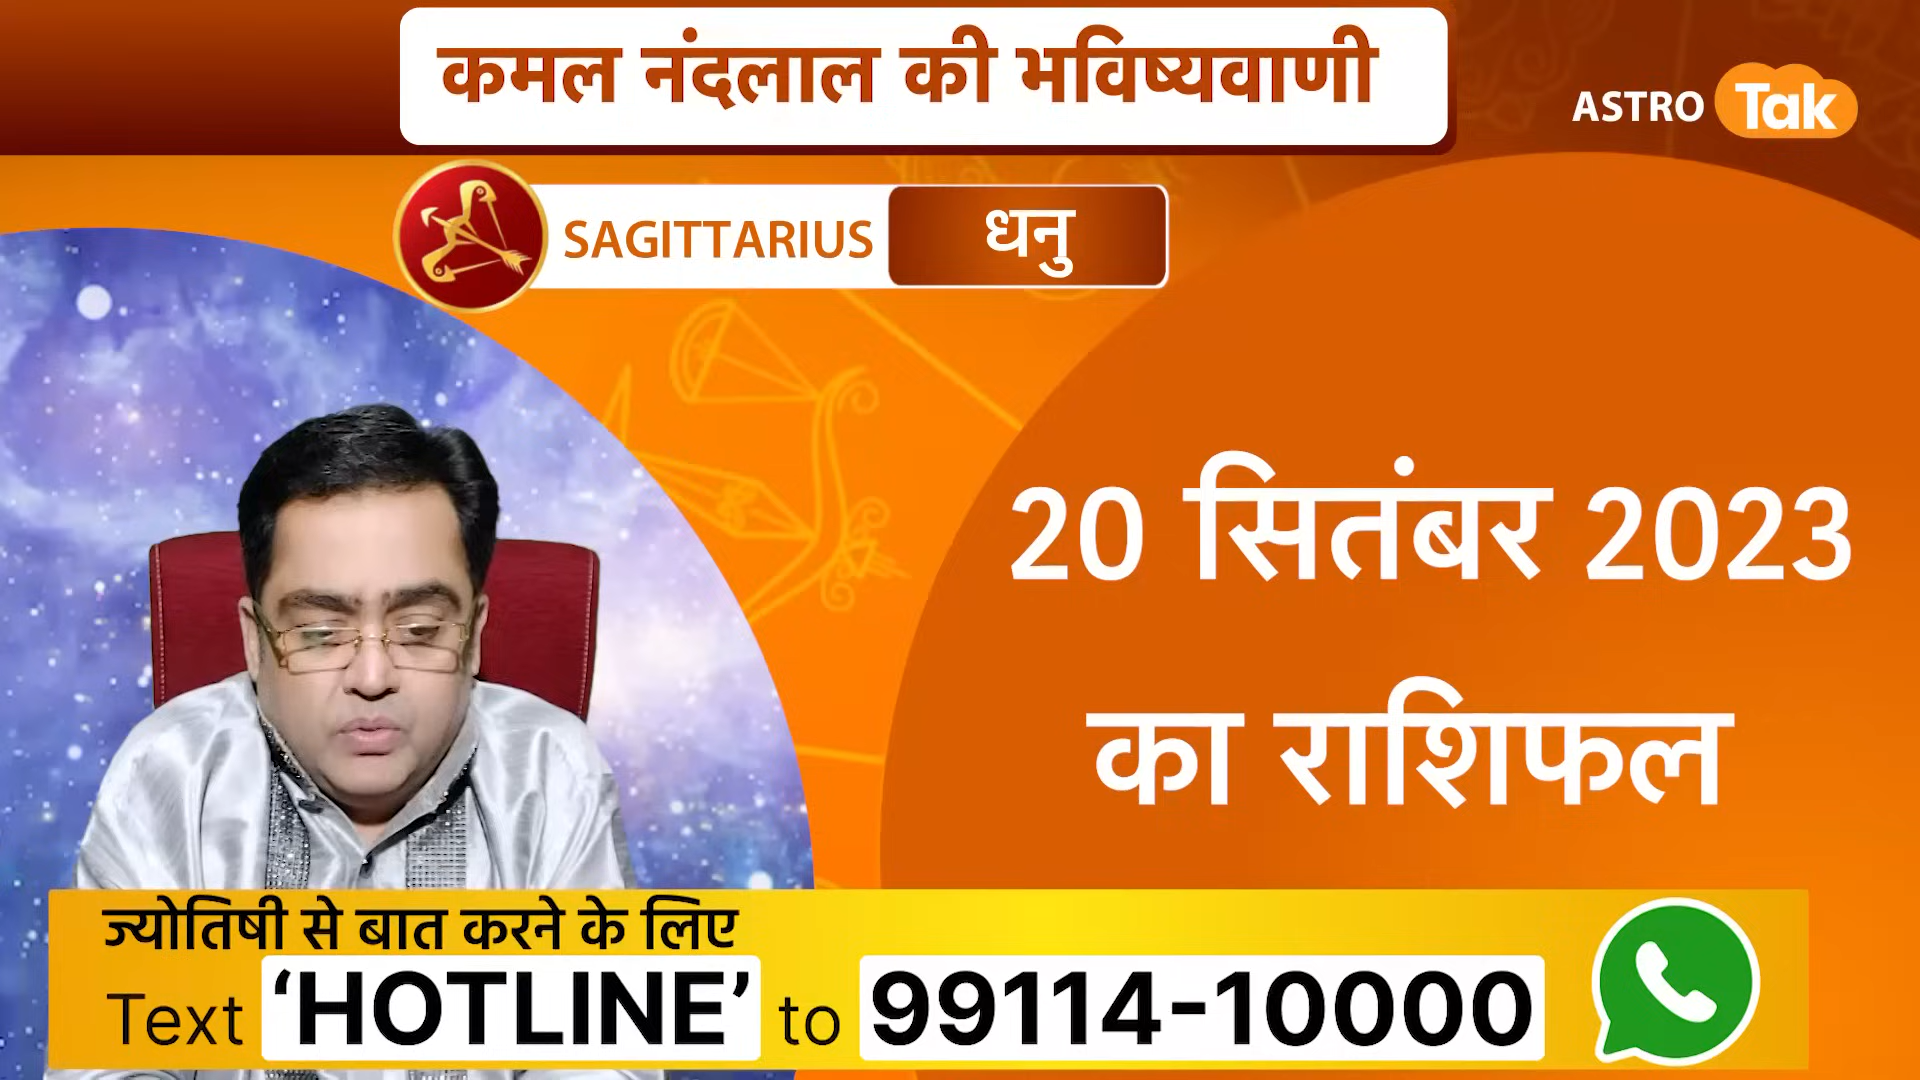 कमल नंदलाल की भविष्यवाणी
ASTRO Tak
SAGITTARIUS धनु
20 सितंबर 2023
का राशिफल
ज्योतिषी से बात करने के लिए
Text ‘HOTLINE’ to 99114-10000